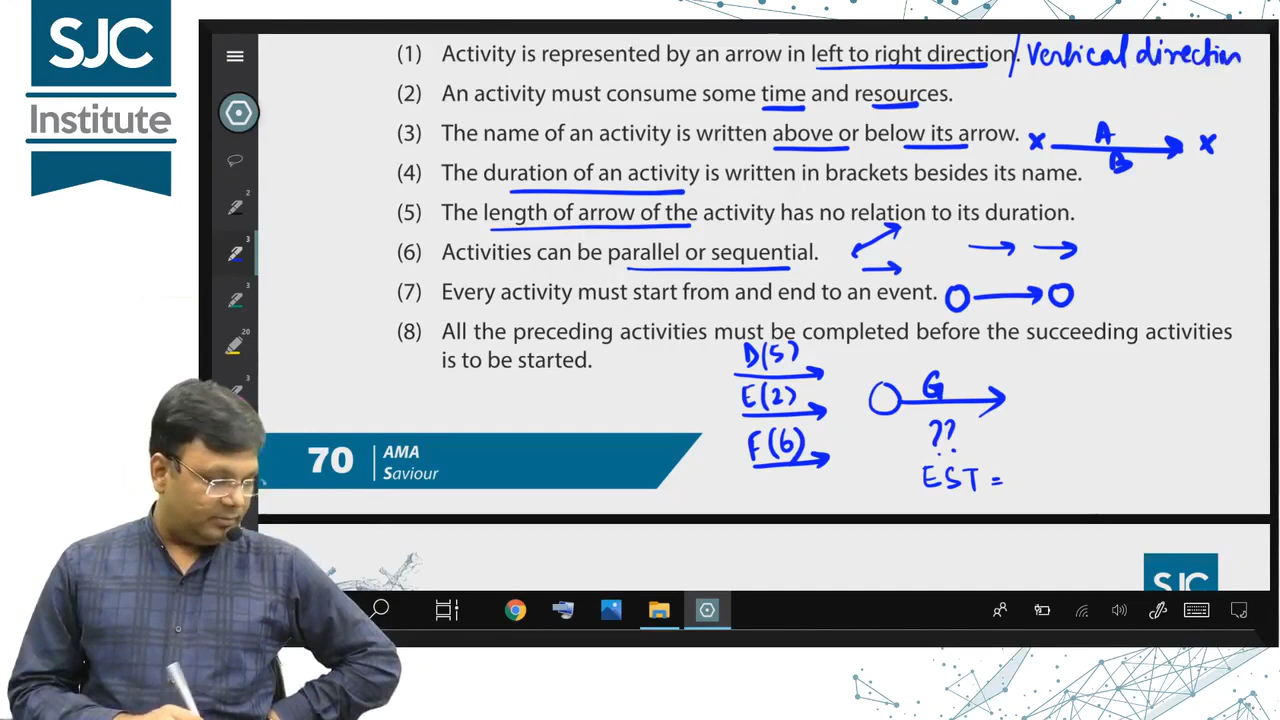 SJC
Institute
(1) Activity is represented by an arrow in left to right direction. / Vertical direction
(2) An activity must consume some time and resources.
(3) The name of an activity is written above or below its arrow. x A x
B
(4) The duration of an activity is written in brackets besides its name.
(5) The length of arrow of the activity has no relation to its duration.
(6) Activities can be parallel or sequential.
(7) Every activity must start from and end to an event.
(8) All the preceding activities must be completed before the succeeding activities
is to be started.
D(5)
E(2)
F(6)
G
??
EST =
70 AMA
Saviour
SJC
2
3
3
20
3